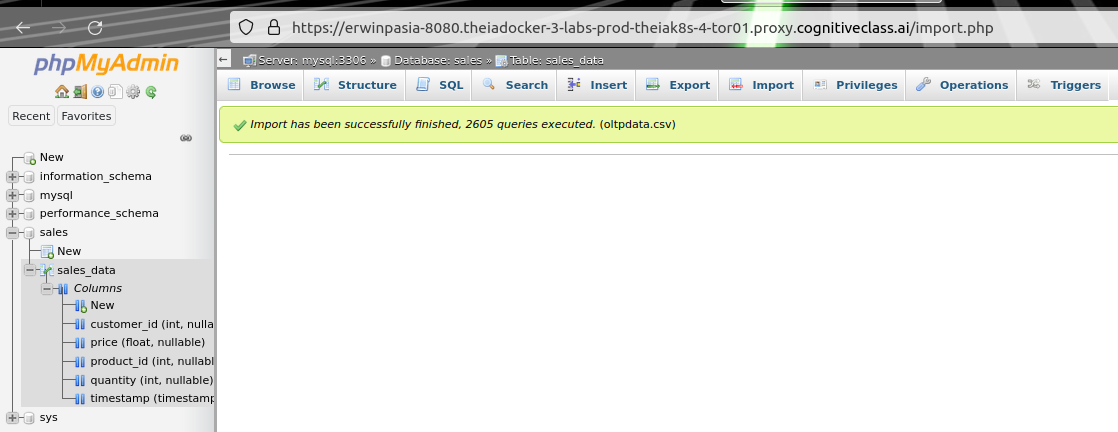 https://erwinpasia-8080.theiadocker-3-labs-prod-theiak8s-4-tor01.proxy.cognitiveclass.ai/import.php
phpMyAdmin
Recent Favorites
New
information_schema
mysql
performance_schema
sales
New
sales_data
Columns
New
customer_id (int, nulla
price (float, nullable)
product_id (int, nullabl
quantity (int, nullable)
timestamp (timestamp
sys
Server: mysql:3306 » Database: sales » Table: sales_data
Browse Structure SQL Search Insert Export Import Privileges Operations Triggers
Import has been successfully finished, 2605 queries executed. (oltpdata.csv)